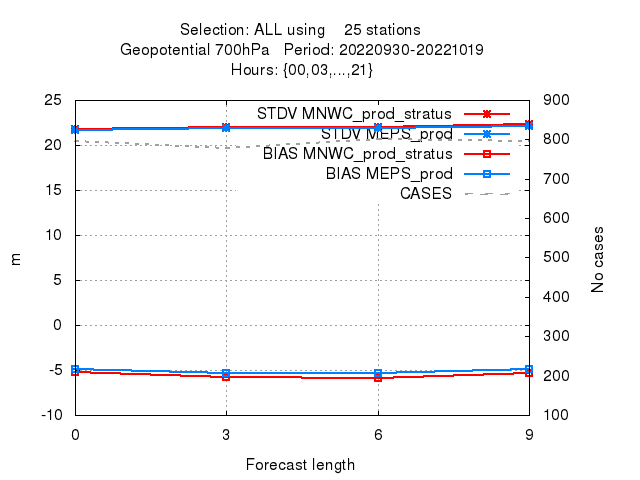 Selection: ALL using    25 stations
Geopotential 700hPa   Period: 20220930-20221019
Hours: {00,03,...,21}
25 STDV MNWC_prod_stratus 900
STDV MEPS_prod
20 800
BIAS MNWC_prod_stratus
BIAS MEPS_prod 700
15 CASES
600
10
m 500 No cases
5
400
0
300
-5 200
-10 100
0 3 6 9
Forecast length